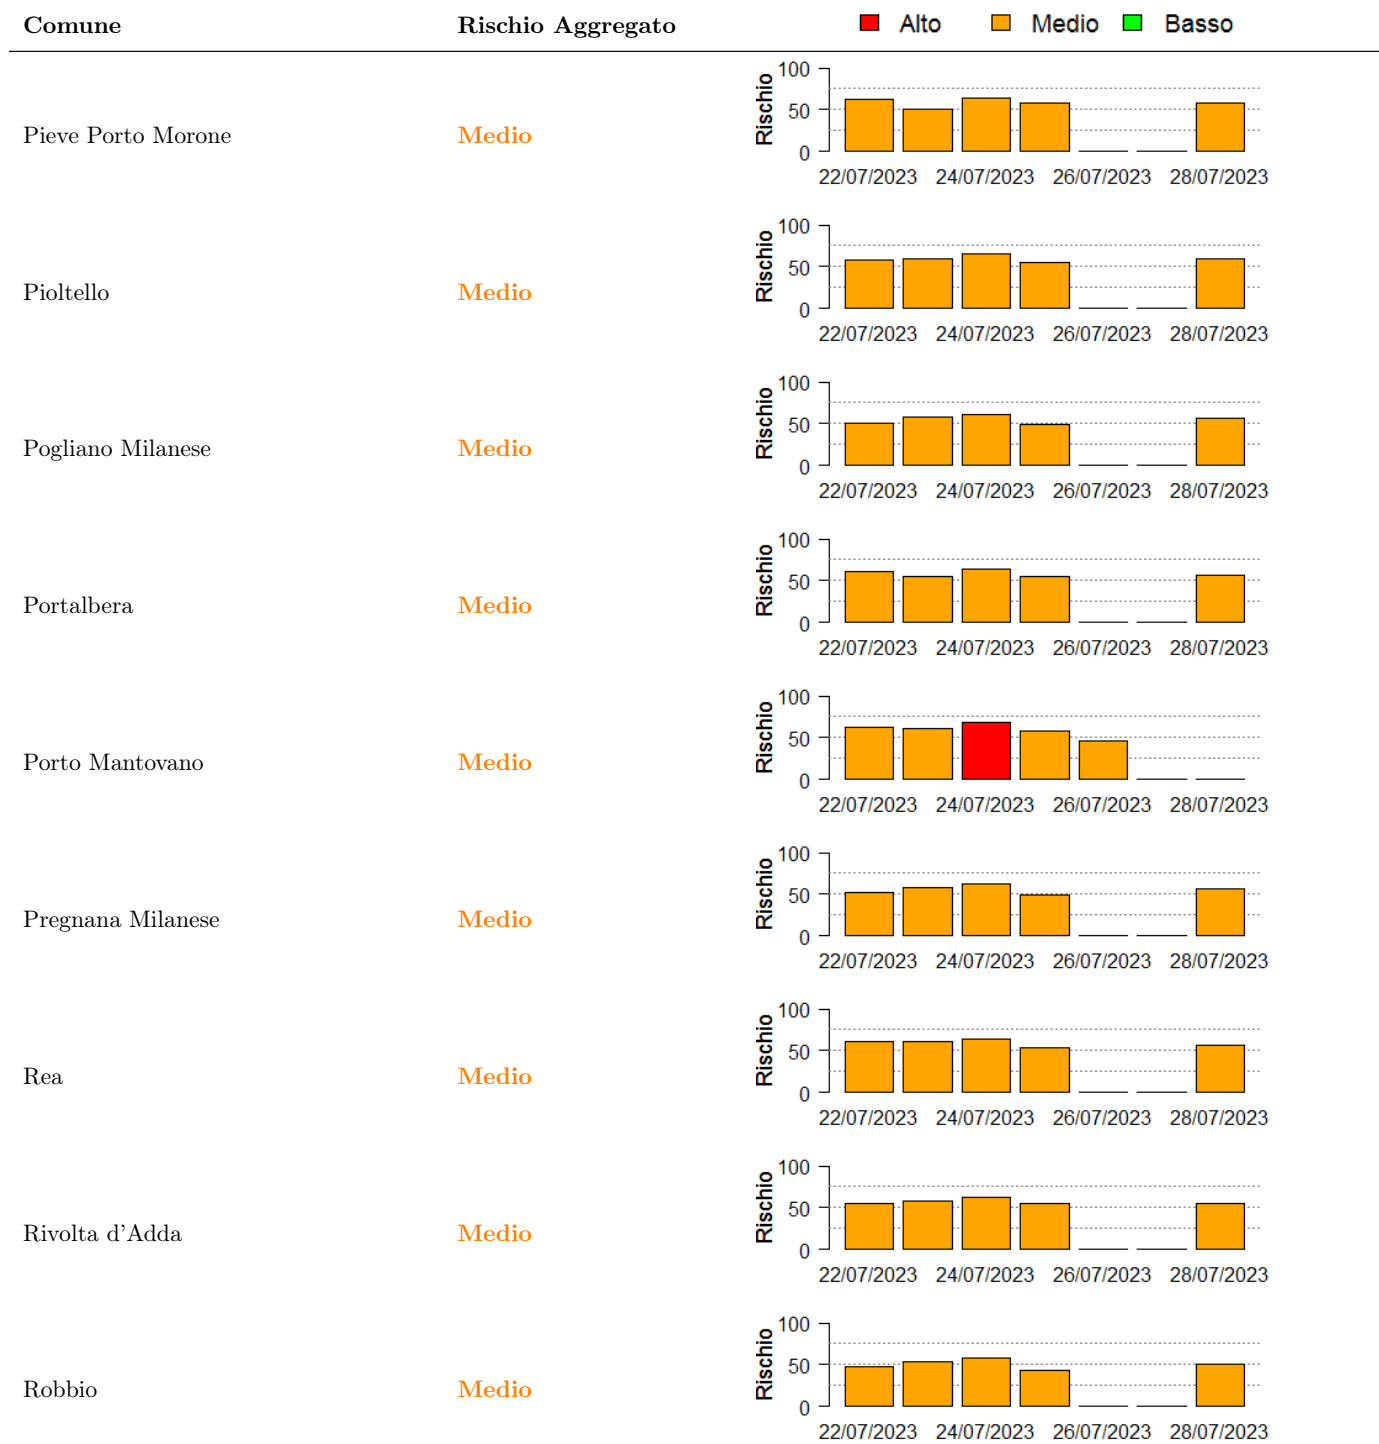 Comune Rischio Aggregato Alto Medio Basso
Pieve Porto Morone Medio Rischio 100 50 0
22/07/2023 24/07/2023 26/07/2023 28/07/2023
Pioltello Medio Rischio 100 50 0
22/07/2023 24/07/2023 26/07/2023 28/07/2023
Pogliano Milanese Medio Rischio 100 50 0
22/07/2023 24/07/2023 26/07/2023 28/07/2023
Portalbera Medio Rischio 100 50 0
22/07/2023 24/07/2023 26/07/2023 28/07/2023
Porto Mantovano Medio Rischio 100 50 0
22/07/2023 24/07/2023 26/07/2023 28/07/2023
Pregnana Milanese Medio Rischio 100 50 0
22/07/2023 24/07/2023 26/07/2023 28/07/2023
Rea Medio Rischio 100 50 0
22/07/2023 24/07/2023 26/07/2023 28/07/2023
Rivolta d'Adda Medio Rischio 100 50 0
22/07/2023 24/07/2023 26/07/2023 28/07/2023
Robbio Medio Rischio 100 50 0
22/07/2023 24/07/2023 26/07/2023 28/07/2023